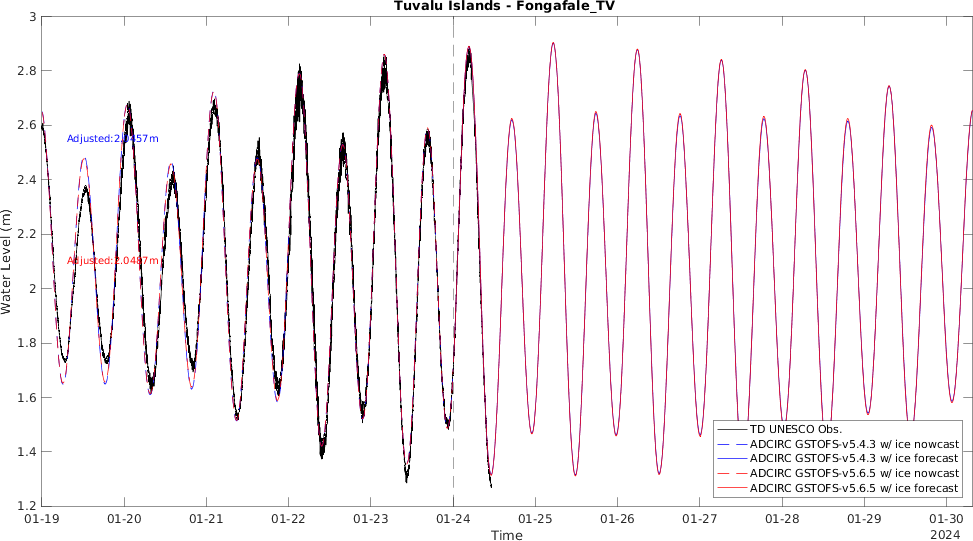 Tuvalu Islands - Fongafale_TV
3
2.8
2.6
2.4
2.2
2
1.8
1.6
1.4
1.2
Water Level (m)
Adjusted:2.0457m
Adjusted:2.0487m
TD UNESCO Obs.
ADCIRC GSTOFS-v5.4.3 w/ ice nowcast
ADCIRC GSTOFS-v5.4.3 w/ ice forecast
ADCIRC GSTOFS-v5.6.5 w/ ice nowcast
ADCIRC GSTOFS-v5.6.5 w/ ice forecast
01-19 01-20 01-21 01-22 01-23 01-24 01-25 01-26 01-27 01-28 01-29 01-30
2024
Time